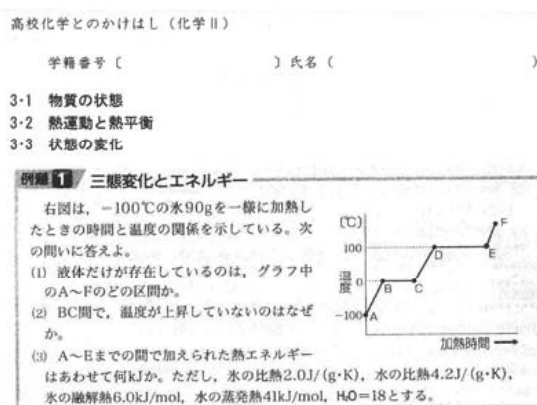 高校化学とのかけはし（化学Ⅱ）
学籍番号〔 〕氏名（ ）
3・1 物質の状態
3・2 熱運動と熱平衡
3・3 状態の変化
例題 1 三態変化とエネルギー
右図は，－100℃の氷90gを一様に加熱し
たときの時間と温度の関係を示している。次
の問いに答えよ。
(1) 液体だけが存在しているのは，グラフ中
のA～Fのどの区間か。
(2) BC間で，温度が上昇していないのはなぜ
か。
(3) A～Eまでの間で加えられた熱エネルギー
はあわせて何kJか。ただし，氷の比熱2.0J/(g・K)，水の比熱4.2J/(g・K)，
氷の融解熱6.0kJ/mol，水の蒸発熱41kJ/mol，H₂O＝18とする。
(℃)
100
温度
0
－100
A
B
C
D
E
F
加熱時間